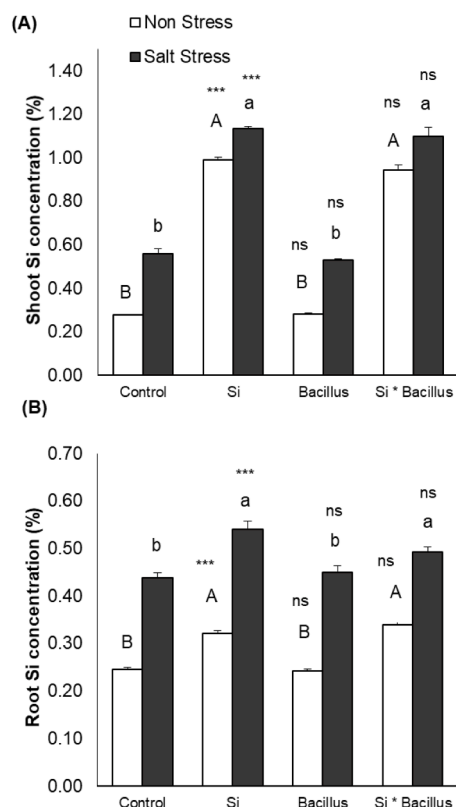 (A)
Non Stress
Salt Stress
Shoot Si concentration (%)
1.40
1.20
1.00
0.80
0.60
0.40
0.20
0.00
B
b
***
A
***
a
ns
B
ns
b
ns
A
ns
a
Control
Si
Bacillus
Si * Bacillus
(B)
Root Si concentration (%)
0.70
0.60
0.50
0.40
0.30
0.20
0.10
0.00
B
b
***
A
***
a
ns
B
ns
b
ns
A
ns
a
Control
Si
Bacillus
Si * Bacillus